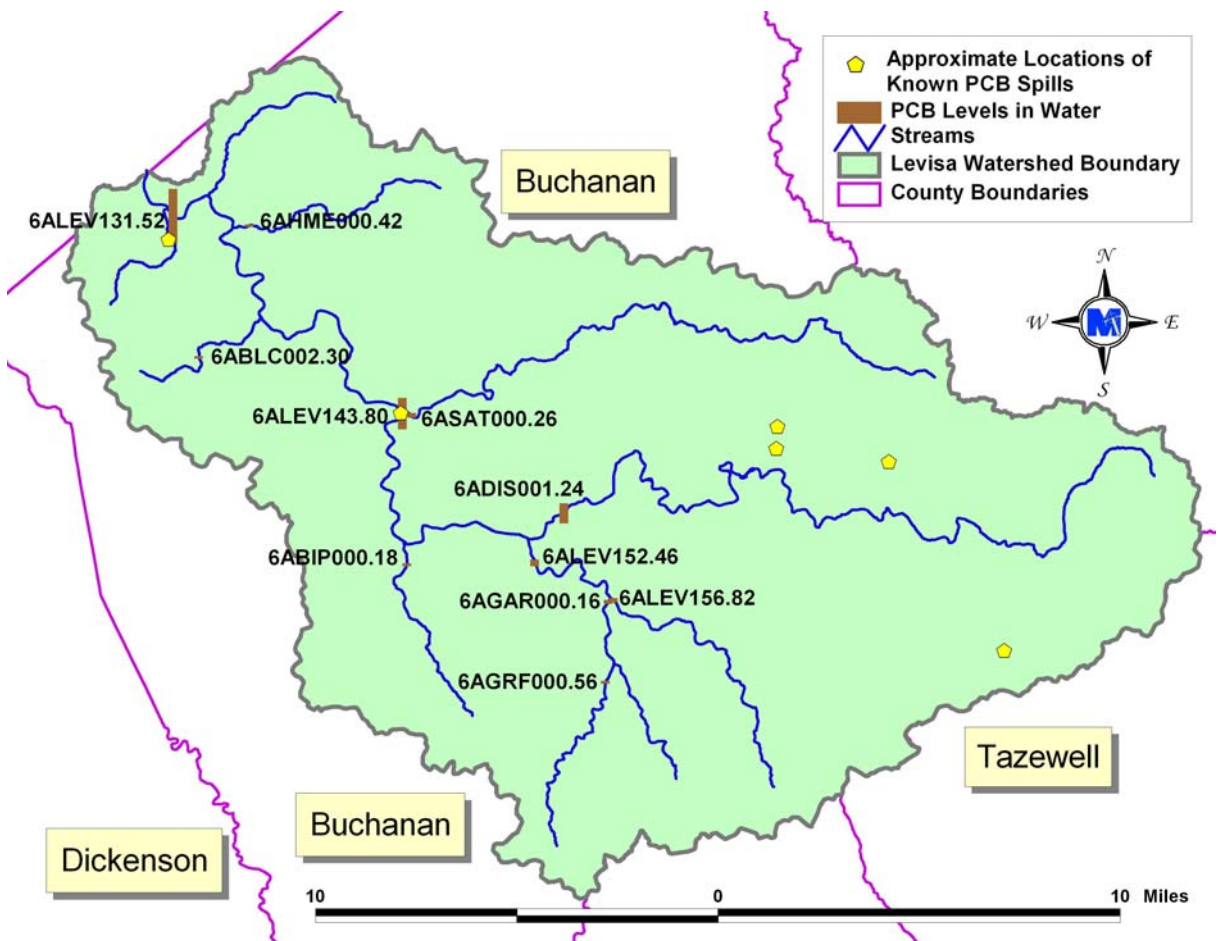 Approximate Locations of
Known PCB Spills
PCB Levels in Water
Streams
Levisa Watershed Boundary
County Boundaries
Buchanan
6ALEV131.52
6AHME000.42
N
W
M
E
S
6ABLC002.30
6ALEV143.80
6ASAT000.26
6ADIS001.24
6ABIP000.18
6ALEV152.46
6AGAR000.16
6ALEV156.82
6AGRF000.56
Tazewell
Buchanan
Dickenson
10 0 10 Miles